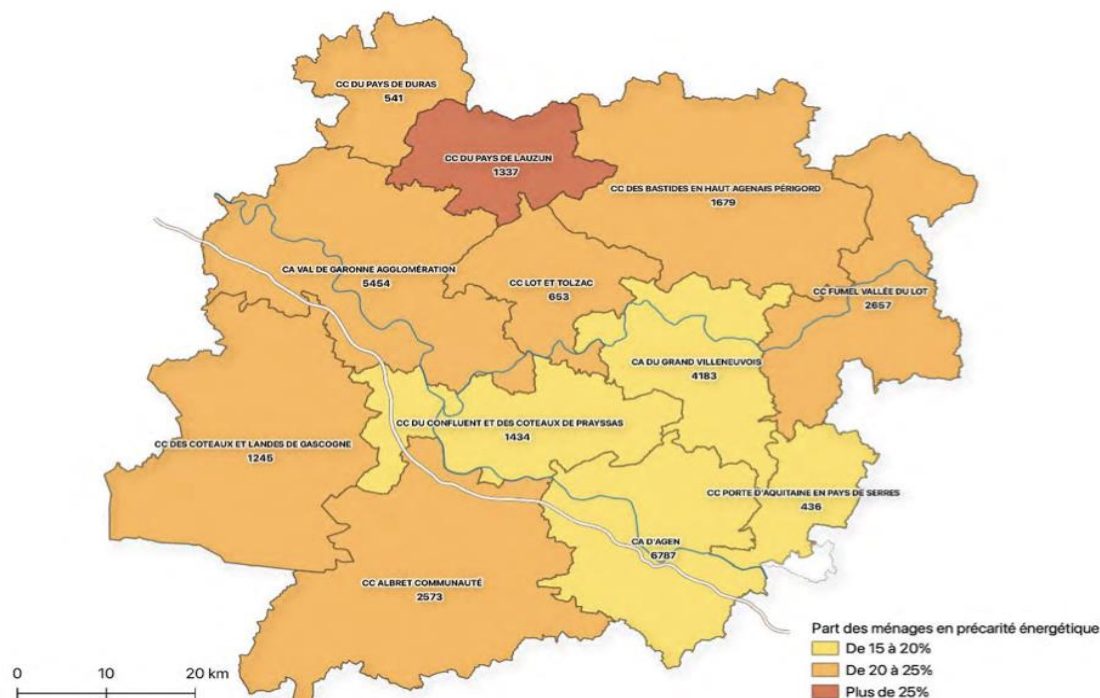 CC DU PAYS DE DURAS
541
CC DU PAYS DE LAUZUN
1337
CC DES BASTIDES EN HAUT AGENAIS PÉRIGORD
1679
CA VAL DE GARONNE AGGLOMÉRATION
5454
CC LOT ET TOLZAC
653
CC FUMEL VALLÉE DU LOT
2657
CA DU GRAND VILLENEUVOIS
4183
CC DU CONFLUENT ET DES COTEAUX DE PRAYSSAS
1434
CC DES COTEAUX ET LANDES DE GASCOGNE
1245
CC PORTE D'AQUITAINE EN PAYS DE SERRES
436
CA D'AGEN
6787
CC ALBRET COMMUNAUTÉ
2573
Part des ménages en précarité énergétique
De 15 à 20%
De 20 à 25%
Plus de 25%
0 10 20 km